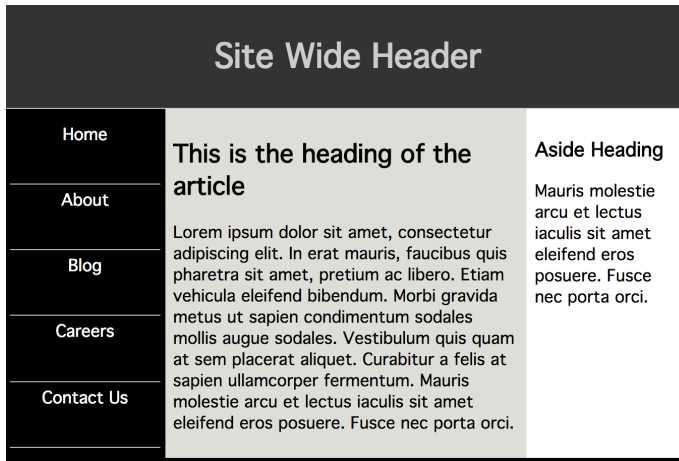 Site Wide Header
Home
About
Blog
Careers
Contact Us
This is the heading of the
article
Lorem ipsum dolor sit amet, consectetur
adipiscing elit. In erat mauris, faucibus quis
pharetra sit amet, pretium ac libero. Etiam
vehicula eleifend bibendum. Morbi gravida
metus ut sapien condimentum sodales
mollis augue sodales. Vestibulum quis quam
at sem placerat aliquet. Curabitur a felis at
sapien ullamcorper fermentum. Mauris
molestie arcu et lectus iaculis sit amet
eleifend eros posuere. Fusce nec porta orci.
Aside Heading
Mauris molestie
arcu et lectus
iaculis sit amet
eleifend eros
posuere. Fusce
nec porta orci.